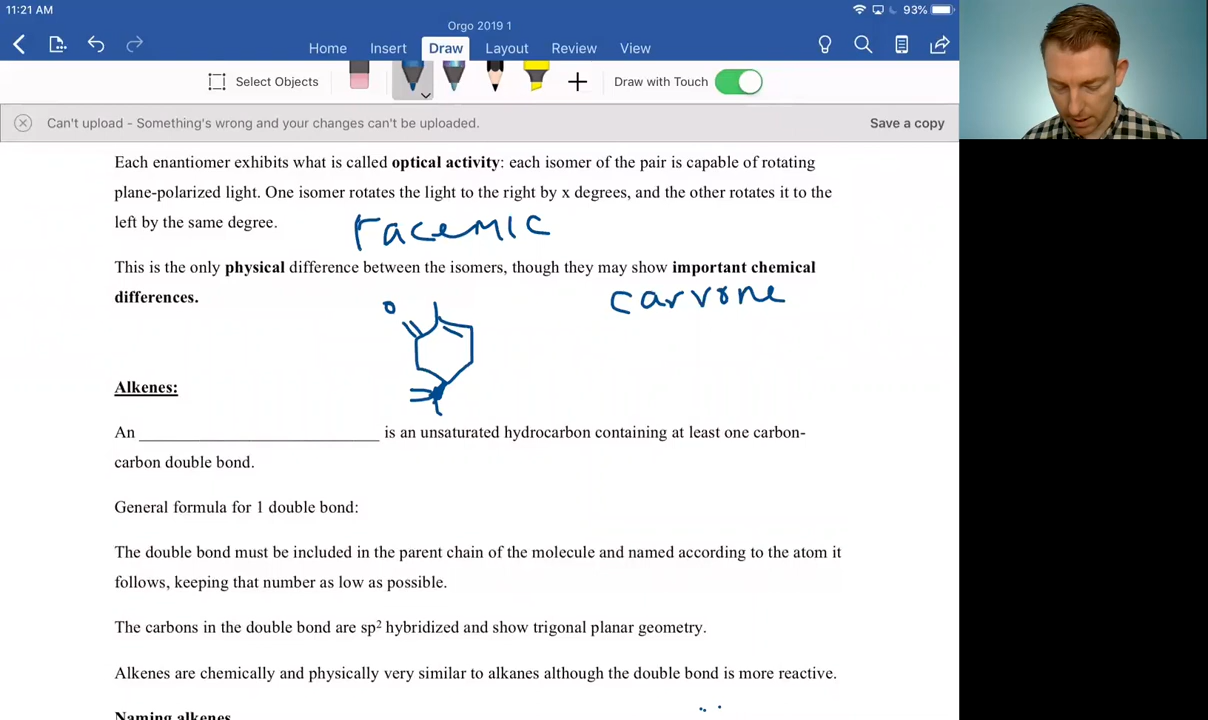 11:21 AM
93%
Orgo 2019 1
Home Insert Draw Layout Review View
Select Objects
Draw with Touch
Can't upload - Something's wrong and your changes can't be uploaded.
Save a copy
Each enantiomer exhibits what is called optical activity: each isomer of the pair is capable of rotating
plane-polarized light. One isomer rotates the light to the right by x degrees, and the other rotates it to the
left by the same degree.
racemic
This is the only physical difference between the isomers, though they may show important chemical
differences.
carvone
O
Alkenes:
An ________________________ is an unsaturated hydrocarbon containing at least one carbon-
carbon double bond.
General formula for 1 double bond:
The double bond must be included in the parent chain of the molecule and named according to the atom it
follows, keeping that number as low as possible.
The carbons in the double bond are sp² hybridized and show trigonal planar geometry.
Alkenes are chemically and physically very similar to alkanes although the double bond is more reactive.
Naming alkenes